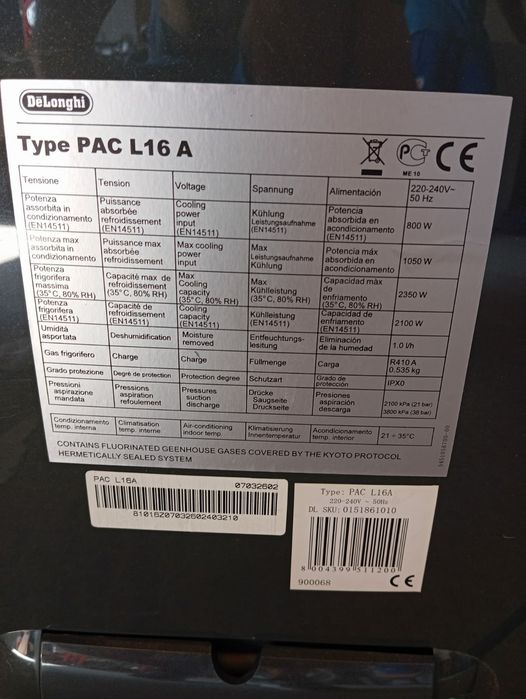 DēLonghi
Type PAC L16 A
ME 10
CE
Tensione Tension Voltage Spannung Alimentación 220-240V~ 50 Hz
Potenza assorbita in condizionamento (EN14511) Puissance absorbée refroidissement (EN14511) Cooling power input (EN14511) Kühlung Leistungsaufnahme (EN14511) Potencia absorbida en acondicionamiento (EN14511) 800 W
Potenza max assorbita in condizionamento Puissance max absorbée refroidissement Max cooling power input Max Leistungsaufnahme Kühlung Potencia máx absorbida en acondicionamiento 1050 W
Potenza frigorifera massima (35°C, 80% RH) Capacité max de refroidissement (35°C, 80% RH) Max Cooling capacity (35°C, 80% RH) Max Kühlleistung (35°C, 80% RH) Capacidad máx de enfriamiento (35°C, 80% RH) 2350 W
Potenza frigorifera (EN14511) Capacité de refroidissement (EN14511) Cooling capacity (EN14511) Kühlleistung (EN14511) Capacidad de enfriamiento (EN14511) 2100 W
Umidità asportata Deshumidification Moisture removed Entfeuchtungs- lesitung Eliminación de la humedad 1.0 l/h
Gas frigorifero Charge Charge Füllmenge Carga R410 A 0.535 kg
Grado protezione Degré de protection Protection degree Schutzart Grado de protección IPX0
Pressioni aspirazione mandata Pressions aspiration refoulement Pressures suction discharge Drücke Saugseite Druckseite Presiones aspiración descarga 2100 kPa (21 bar) 3800 kPa (38 bar)
Condizionamento temp. interna Climatisation temp. interne Air-conditioning indoor temp. Klimatisierung Innentemperatur Acondicionamento temp. interior 21 ÷ 35°C
CONTAINS FLUORINATED GEENHOUSE GASES COVERED BY THE KYOTO PROTOCOL
HERMETICALLY SEALED SYSTEM
PAC L16A 07032602
81016Z07032602403210
Type: PAC L16A
220-240V ~ 50Hz
DL SKU: 0151861010
8 004399 511200
900068 CE